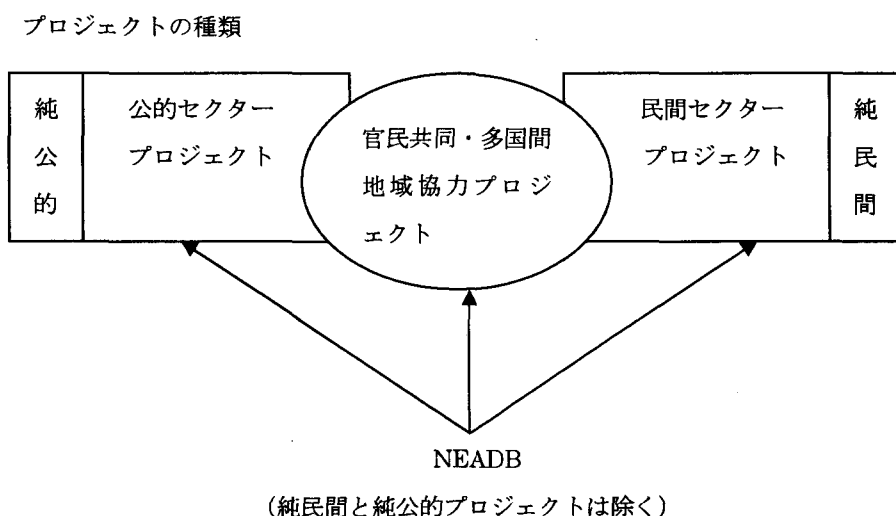 プロジェクトの種類
純
公
的
公的セクター
プロジェクト
官民共同・多国間
地域協力プロジ
ェクト
民間セクター
プロジェクト
純
民
間
NEADB
（純民間と純公的プロジェクトは除く）